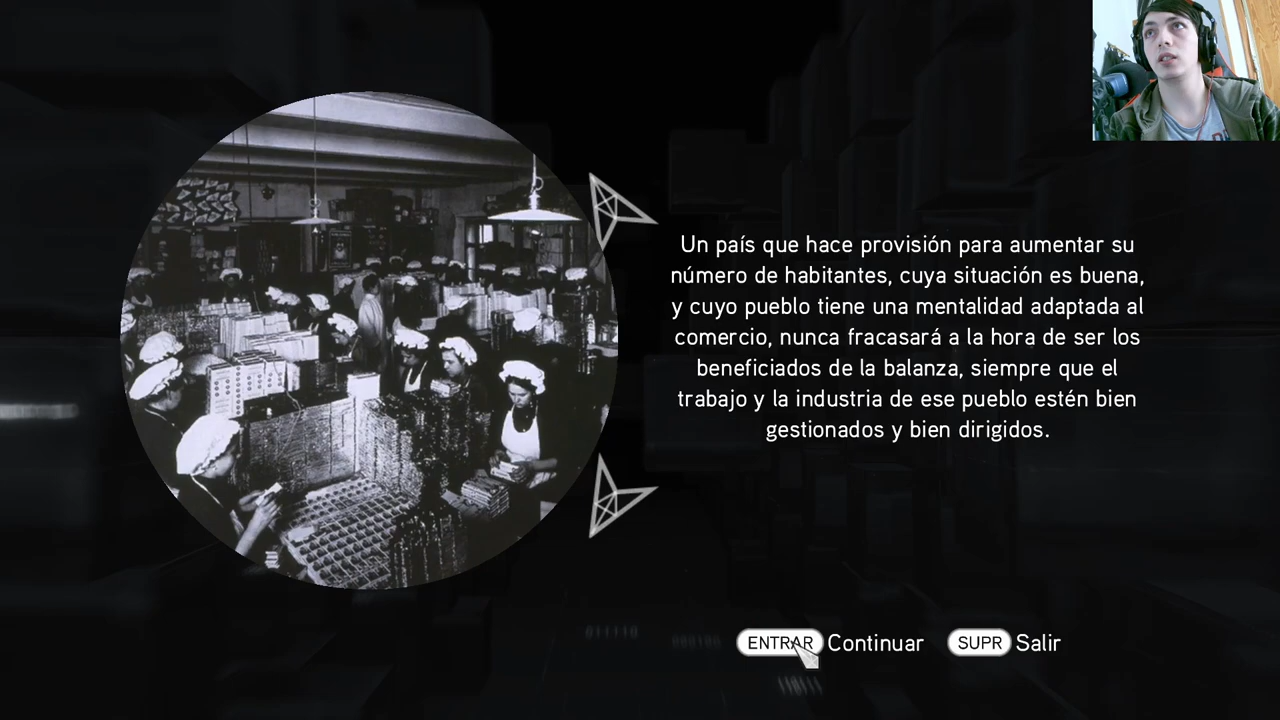 Un país que hace provisión para aumentar su
número de habitantes, cuya situación es buena,
y cuyo pueblo tiene una mentalidad adaptada al
comercio, nunca fracasará a la hora de ser los
beneficiados de la balanza, siempre que el
trabajo y la industria de ese pueblo estén bien
gestionados y bien dirigidos.
ENTRAR Continuar SUPR Salir